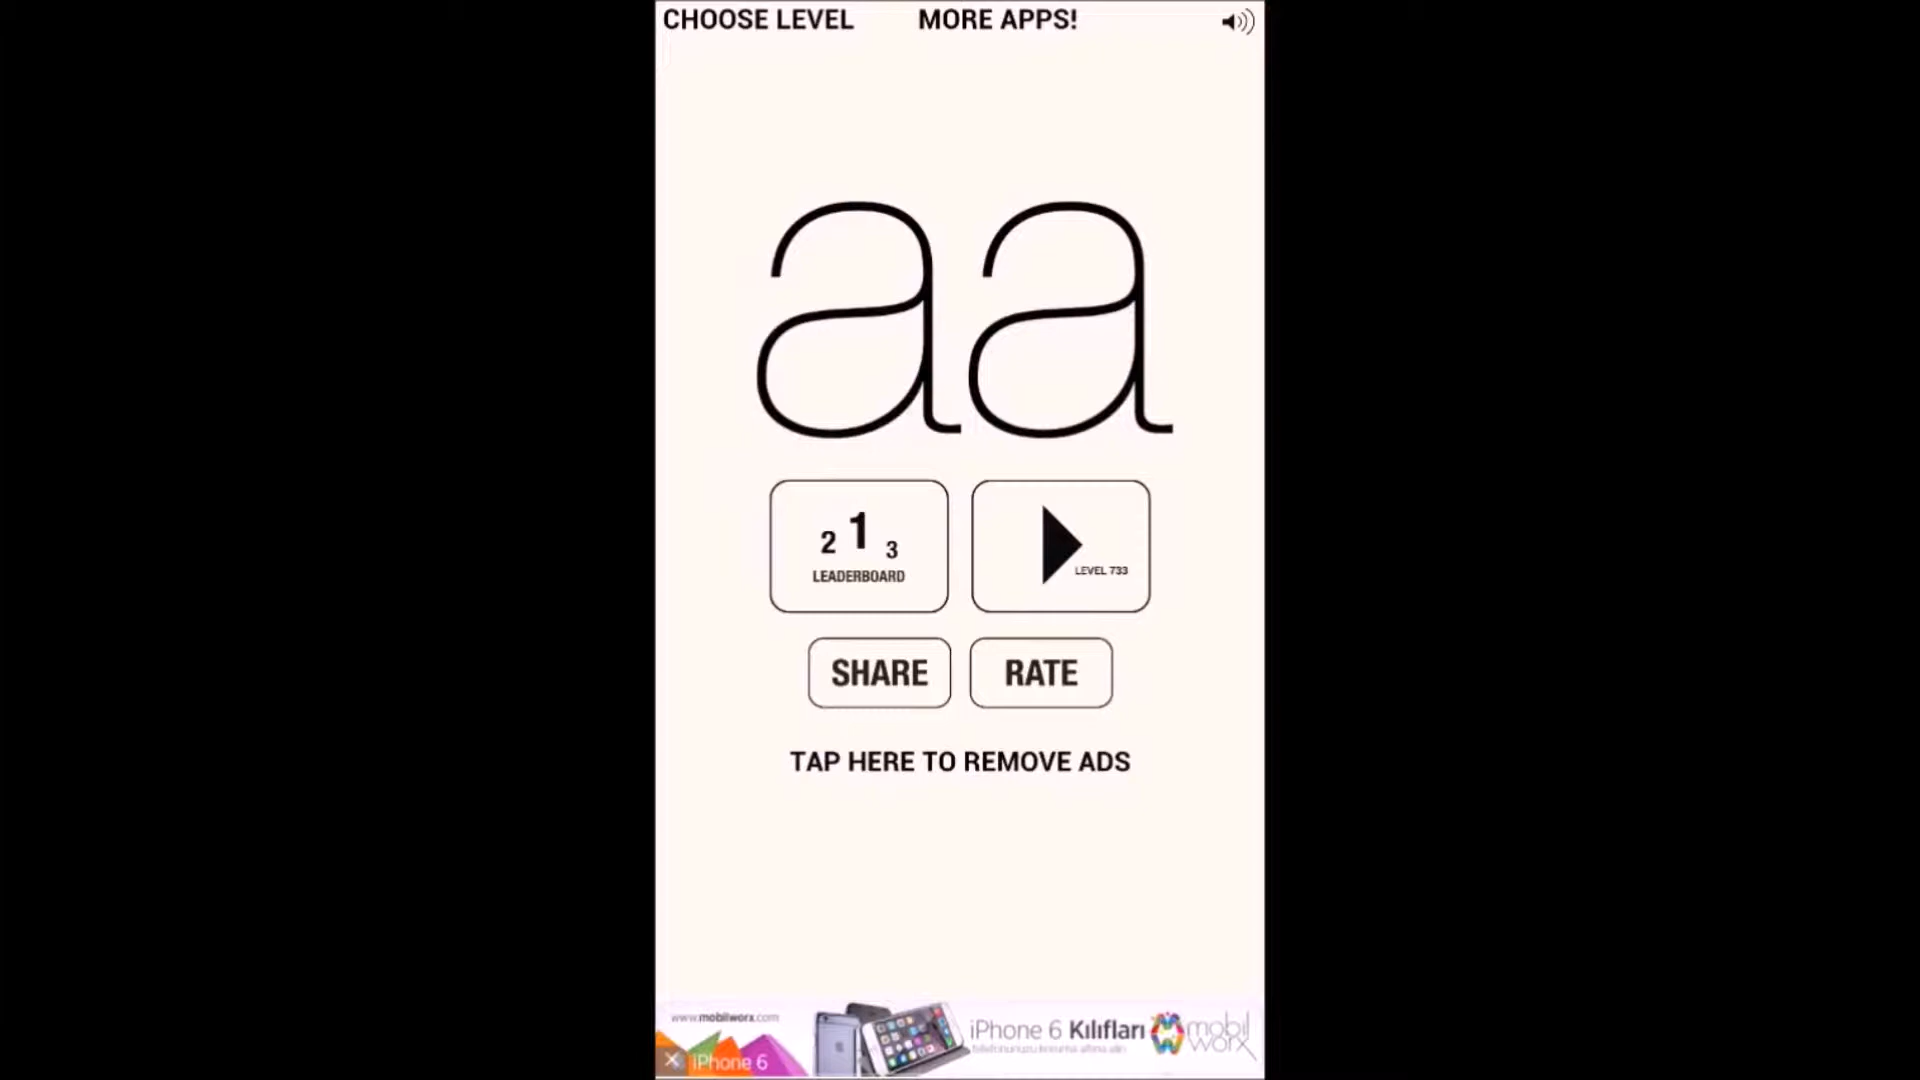 CHOOSE LEVEL MORE APPS!
aa
2 1 3
LEADERBOARD
LEVEL 733
SHARE RATE
TAP HERE TO REMOVE ADS
www.mobilworx.com
iPhone 6 Kılıfları
mobil
worx
iPhone 6